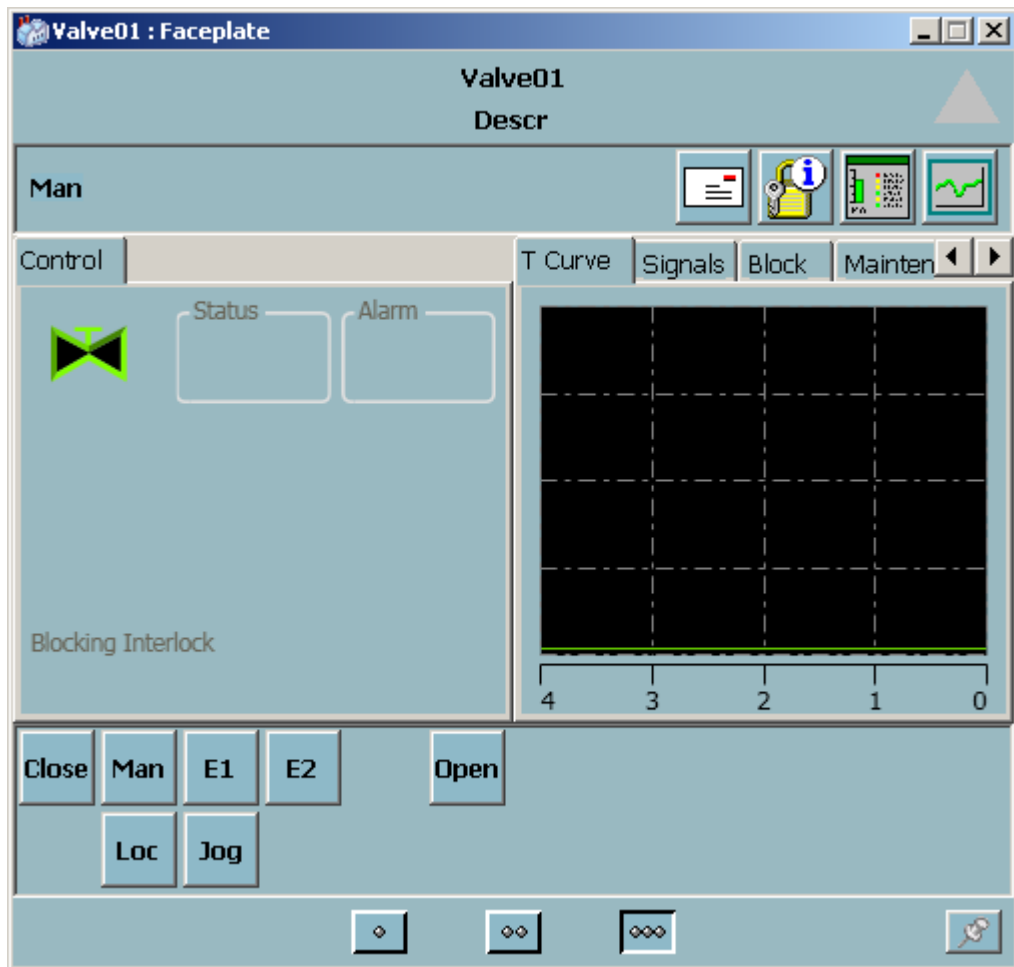 Valve01 : Faceplate
Valve01
Descr
Man
Control
T Curve Signals Block Mainten
Status
Alarm
Blocking Interlock
4 3 2 1 0
Close Man E1 E2 Open
Loc Jog